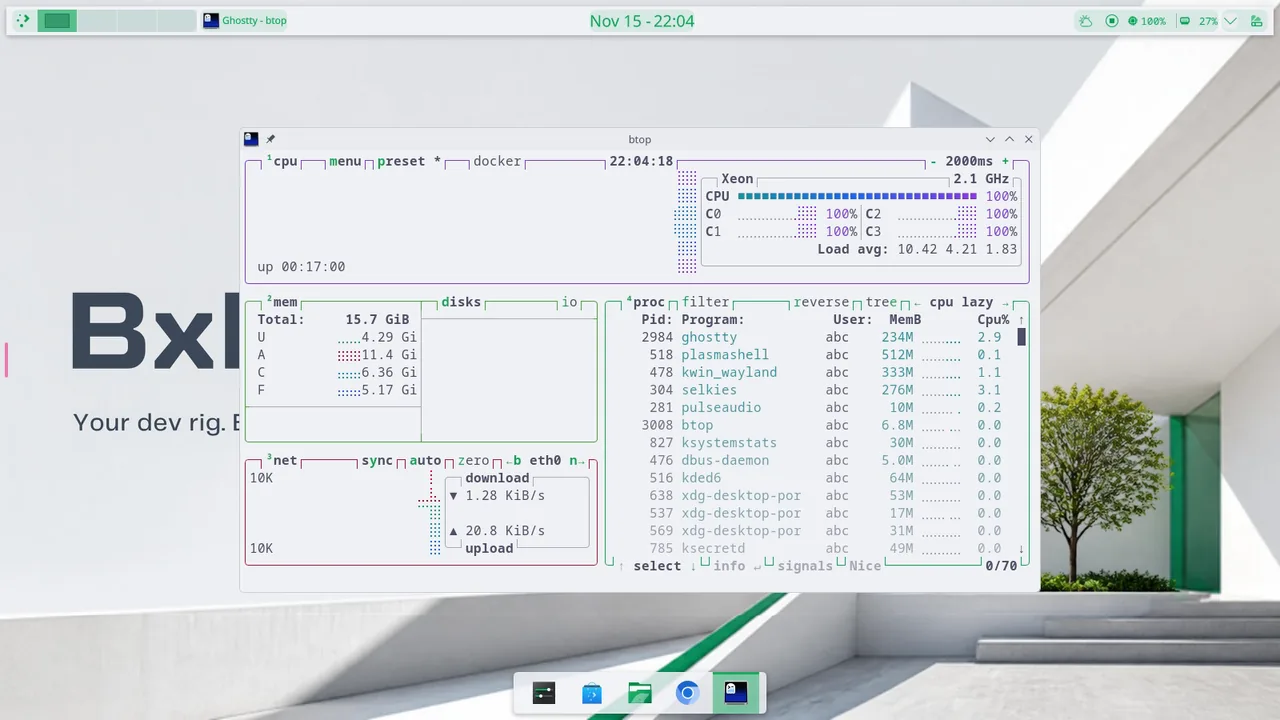 Ghostty - btop
Nov 15 - 22:04
100%
27%
btop
¹cpu menu preset * docker 22:04:18 - 2000ms +
Xeon 2.1 GHz
CPU 100%
C0 100% C2 100%
C1 100% C3 100%
Load avg: 10.42 4.21 1.83
up 00:17:00
²mem disks io
Total: 15.7 GiB
U 4.29 Gi
A 11.4 Gi
C 6.36 Gi
F 5.17 Gi
³net sync auto zero ←b eth0 n→
10K download
▼ 1.28 KiB/s
▲ 20.8 KiB/s
10K upload
⁴proc filter reverse tree ← cpu lazy →
Pid: Program: User: MemB Cpu% ↑
2984 ghostty abc 234M 2.9
518 plasmashell abc 512M 0.1
478 kwin_wayland abc 333M 1.1
304 selkies abc 276M 3.1
281 pulseaudio abc 10M 0.2
3008 btop abc 6.8M 0.0
827 ksystemstats abc 30M 0.0
476 dbus-daemon abc 5.0M 0.0
516 kded6 abc 64M 0.0
638 xdg-desktop-por abc 53M 0.0
537 xdg-desktop-por abc 17M 0.0
569 xdg-desktop-por abc 31M 0.0
785 ksecretd abc 49M 0.0 ↓
↑ select ↓ info ↵ signals Nice 0/70
Bxl
Your dev rig.